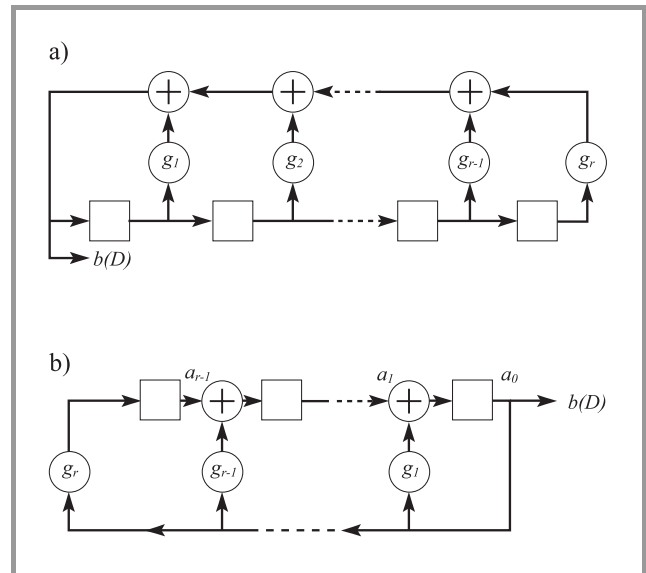 a)
+ + +
g1 g2 gr-1 gr
b(D)
b)
ar-1 a1 a0
+ + b(D)
gr gr-1 g1